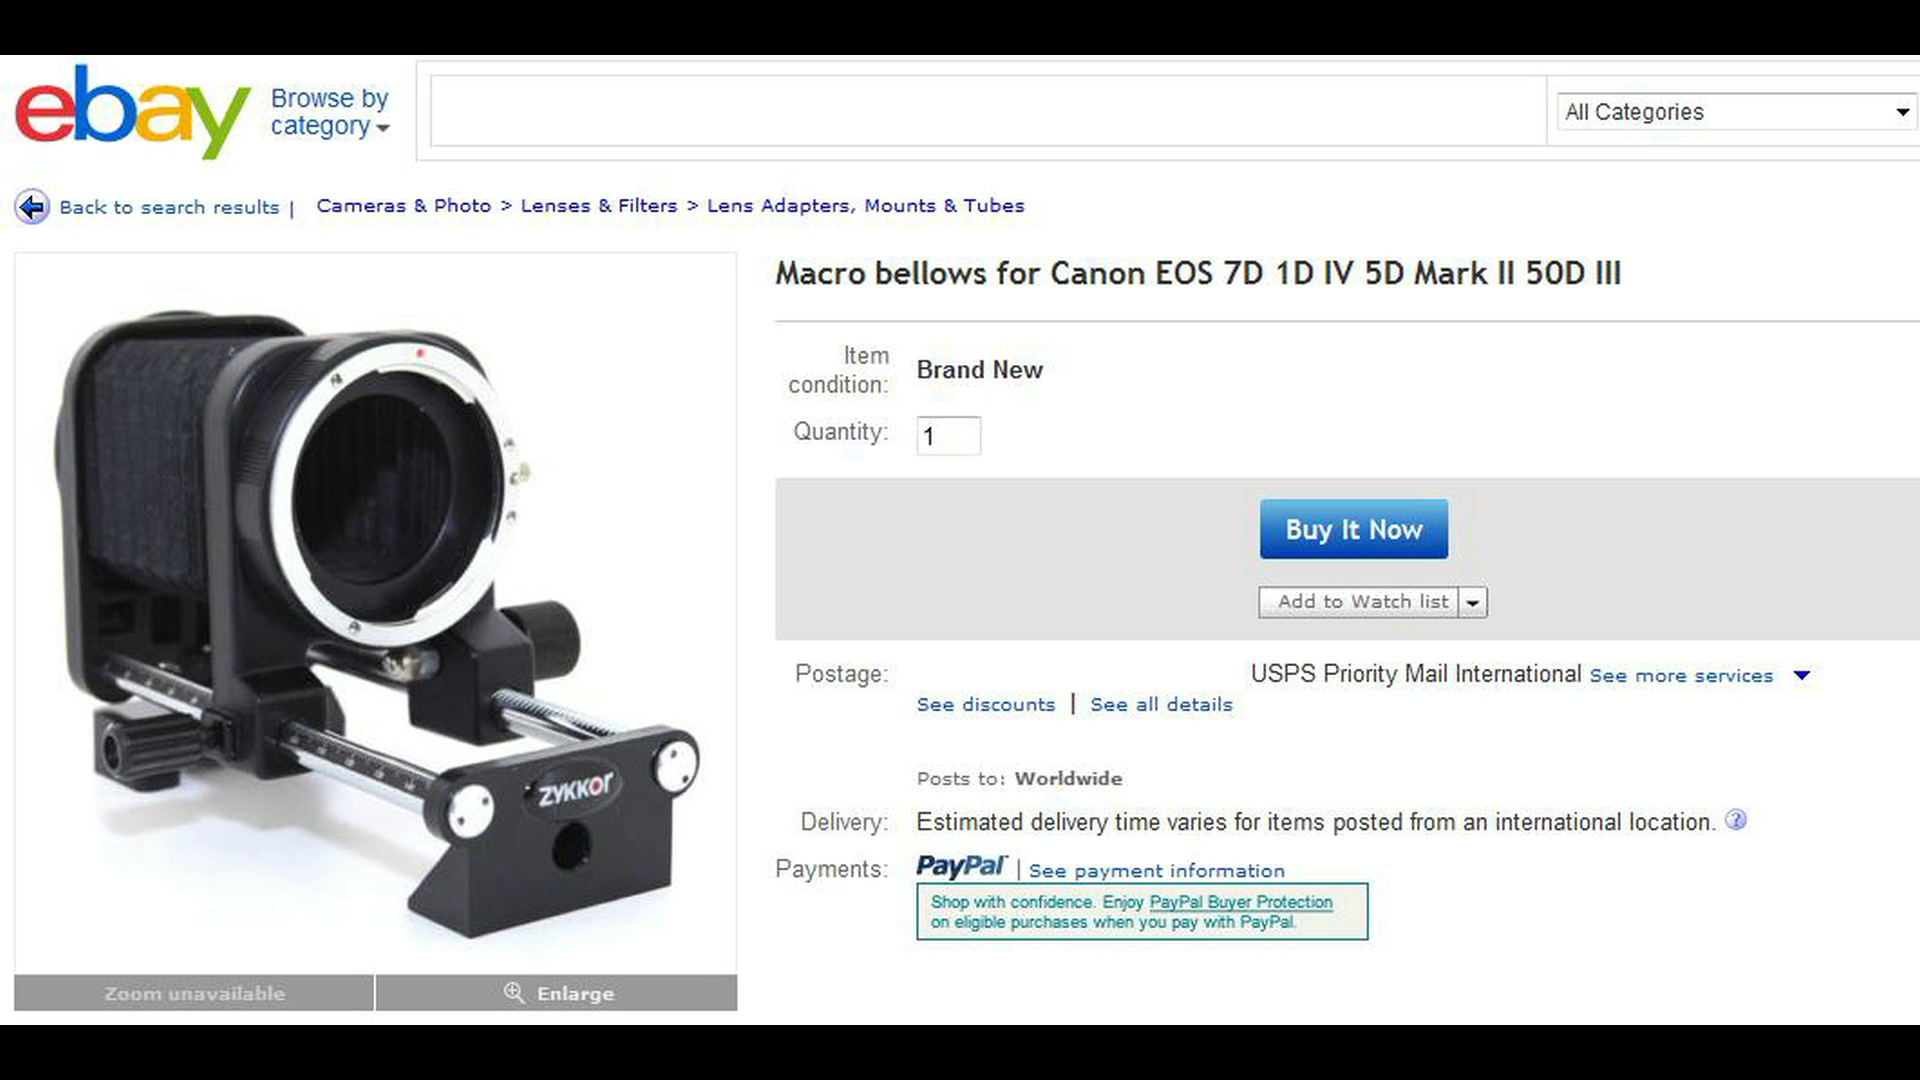 ebay
Browse by
category
All Categories
Back to search results | Cameras & Photo > Lenses & Filters > Lens Adapters, Mounts & Tubes
Macro bellows for Canon EOS 7D 1D IV 5D Mark II 50D III
Item
condition:
Brand New
Quantity:
1
Buy It Now
Add to Watch list
Postage:
USPS Priority Mail International See more services
See discounts | See all details
Posts to: Worldwide
Delivery:
Estimated delivery time varies for items posted from an international location. ?
Payments:
PayPal | See payment information
Shop with confidence. Enjoy PayPal Buyer Protection
on eligible purchases when you pay with PayPal.
ZYKKOR
Zoom unavailable
Enlarge